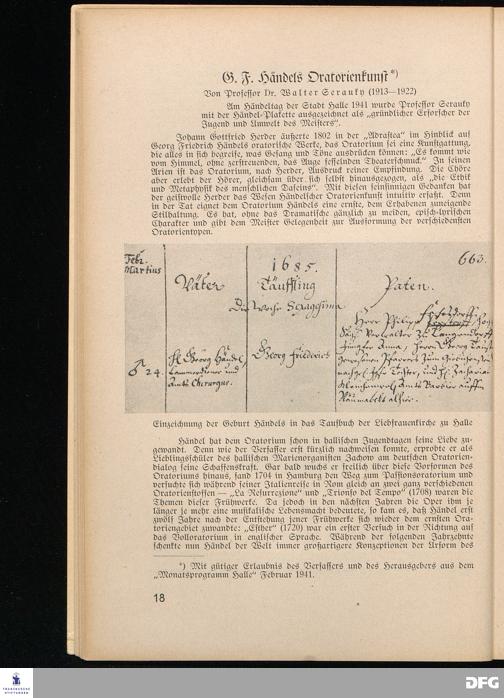 G. F. Händels Oratorienkunst*)
Von Professor Dr. Walter Serauky (1913—1922)
Am Händeltag der Stadt Halle 1941 wurde Professor Serauky
mit der Händel-Plakette ausgezeichnet als „gründlicher Erforscher der
Jugend und Umwelt des Meisters“.
Johann Gottfried Herder äußerte 1802 in der „Adrastea“ im Hinblick auf
Georg Friedrich Händels oratorische Werke, das Oratorium sei eine Kunstgattung,
die alles in sich begreife, was Gesang und Töne ausdrücken können: „Es kommt wie
vom Himmel, ohne zerstreuenden, das Auge fesselnden Theaterschmuck.“ In seinen
Arien ist das Oratorium, nach Herder, Ausdruck reiner Empfindung. Die Chöre
aber erlebt der Hörer, gleichsam über sich selbst hinausgezogen, als „die Ethik
und Metaphysik des menschlichen Daseins“. Mit diesen feinsinnigen Gedanken hat
der geistvolle Herder das Wesen Händelscher Oratorienkunst intuitiv erfaßt. Denn
in der Tat eignet dem Oratorium Händels eine ernste, dem Erhabenen zuneigende
Stilhaltung. Es hat, ohne das Dramatische gänzlich zu meiden, episch-lyrischen
Charakter und gibt dem Meister Gelegenheit zur Ausformung der verschiedensten
Oratorientypen.
Febr. 1685. 663.
Martius Väter Täuffling Paten.
Die Woche Sexagesima
Herr Philipp
♂ 24. Hr. Georg Händel, Georg Friederich
Cammerdiener und
Amts Chirurgus.
Jungfer Anna, Herrn Georg Taust
Einzeichnung der Geburt Händels in das Taufbuch der Liebfrauenkirche zu Halle
Händel hat dem Oratorium schon in hallischen Jugendtagen seine Liebe zu-
gewandt. Denn wie der Verfasser erst kürzlich nachweisen konnte, erprobte er als
Lieblingsschüler des hallischen Marienorganisten Zachow am deutschen Oratorien-
dialog seine Schaffenskraft. Gar bald wuchs er freilich über diese Vorformen des
Oratoriums hinaus, fand 1704 in Hamburg den Weg zum Passionsoratorium und
versuchte sich während seiner Italienreise in Rom gleich an zwei ganz verschiedenen
Oratorienstoffen — „La Resurrezione“ und „Trionfo del Tempo“ (1708) waren die
Themen dieser Frühwerke. Da jedoch in den nächsten Jahren die Oper ihm je
länger je mehr eine musikalische Lebensmacht bedeutete, so kam es, daß Händel erst
zwölf Jahre nach der Entstehung jener Frühwerke sich wieder dem ernsten Ora-
toriengebiet zuwandte: „Esther“ (1720) war ein erster Versuch in der Richtung auf
das Volloratorium in englischer Sprache. Während der folgenden Jahrzehnte
schenkte nun Händel der Welt immer großartigere Konzeptionen der Urform des
*) Mit gütiger Erlaubnis des Verfassers und des Herausgebers aus dem
„Monatsprogramm Halle“ Februar 1941.
18
FRANCKESCHE
STIFTUNGEN
DFG